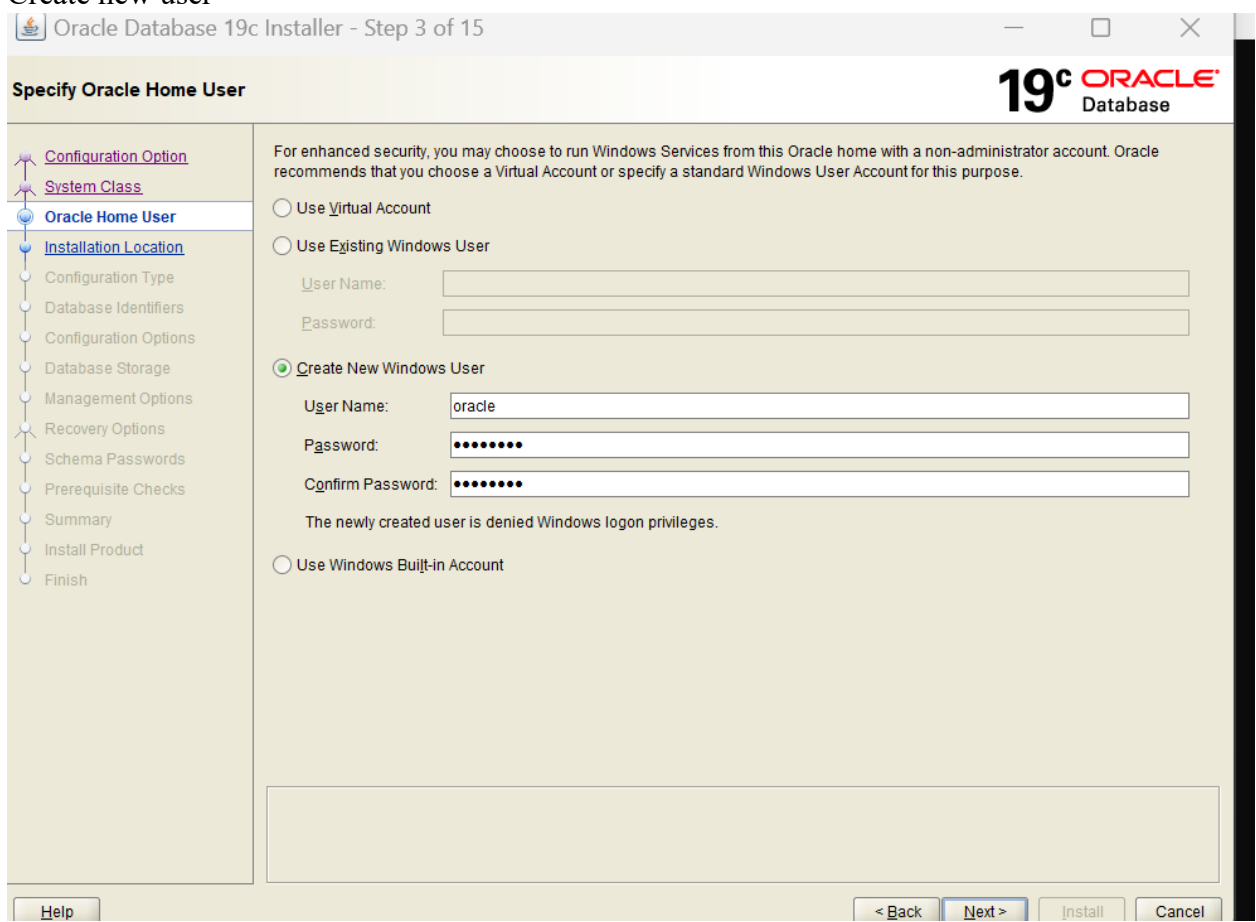 Create new user
Oracle Database 19c Installer - Step 3 of 15
Specify Oracle Home User
19c ORACLE
Database
Configuration Option
System Class
Oracle Home User
Installation Location
Configuration Type
Database Identifiers
Configuration Options
Database Storage
Management Options
Recovery Options
Schema Passwords
Prerequisite Checks
Summary
Install Product
Finish
For enhanced security, you may choose to run Windows Services from this Oracle home with a non-administrator account. Oracle
recommends that you choose a Virtual Account or specify a standard Windows User Account for this purpose.
Use Virtual Account
Use Existing Windows User
User Name:
Password:
Create New Windows User
User Name: oracle
Password: ••••••••
Confirm Password: ••••••••
The newly created user is denied Windows logon privileges.
Use Windows Built-in Account
Help
< Back Next > Install Cancel